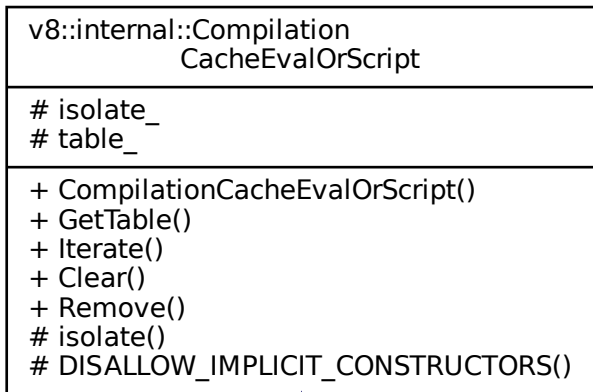 v8::internal::Compilation
CacheEvalOrScript
# isolate_
# table_
+ CompilationCacheEvalOrScript()
+ GetTable()
+ Iterate()
+ Clear()
+ Remove()
# isolate()
# DISALLOW_IMPLICIT_CONSTRUCTORS()